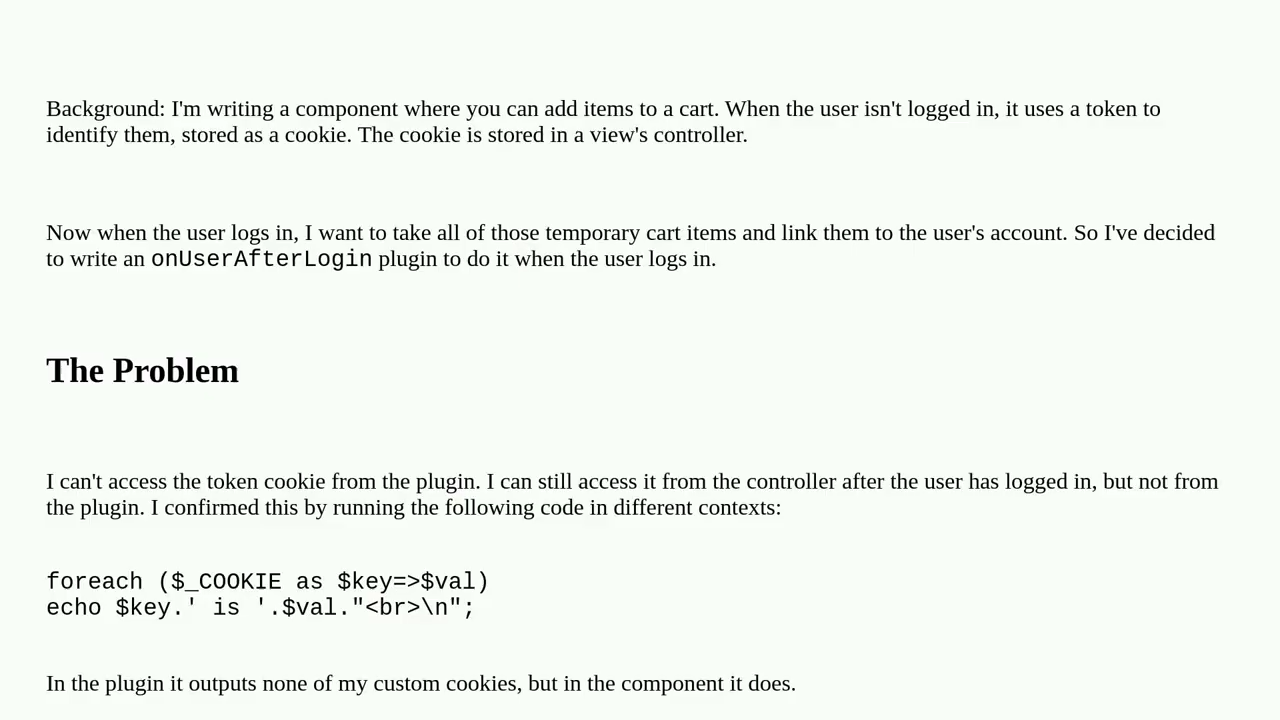 Background: I'm writing a component where you can add items to a cart. When the user isn't logged in, it uses a token to
identify them, stored as a cookie. The cookie is stored in a view's controller.
Now when the user logs in, I want to take all of those temporary cart items and link them to the user's account. So I've decided
to write an onUserAfterLogin plugin to do it when the user logs in.
The Problem
I can't access the token cookie from the plugin. I can still access it from the controller after the user has logged in, but not from
the plugin. I confirmed this by running the following code in different contexts:
foreach ($_COOKIE as $key=>$val)
echo $key.' is '.$val."<br>\n";
In the plugin it outputs none of my custom cookies, but in the component it does.